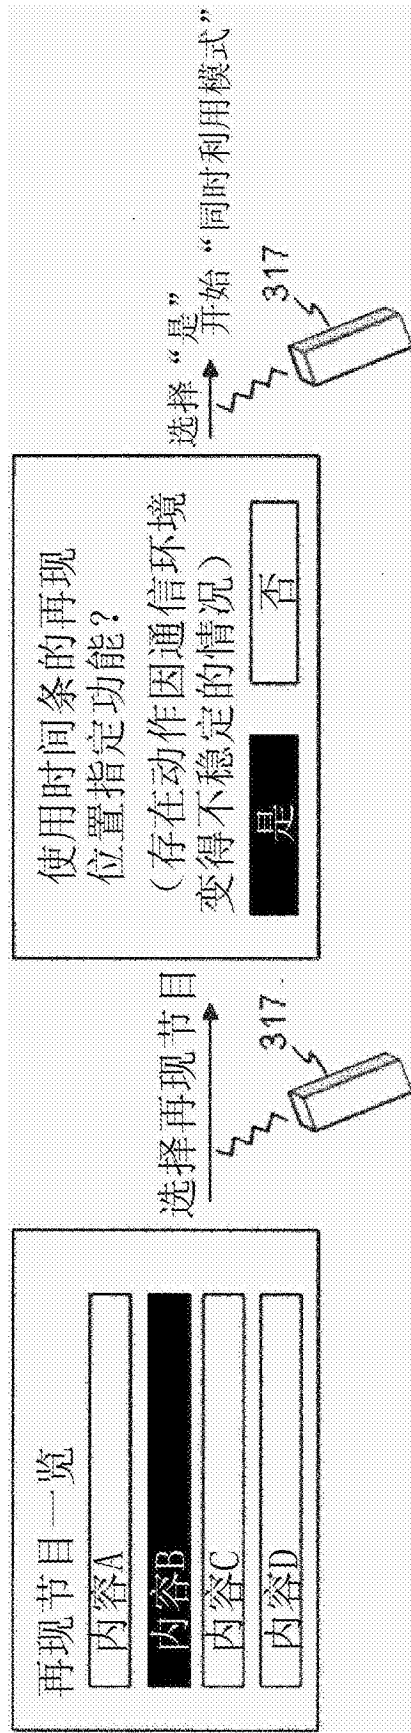 再现节目一览
内容A
内容B
内容C
内容D
选择再现节目
317
使用时间条的再现
位置指定功能?
(存在动作因通信环境
变得不稳定的情况)
是
否
选择“是”
开始“同时利用模式”
317